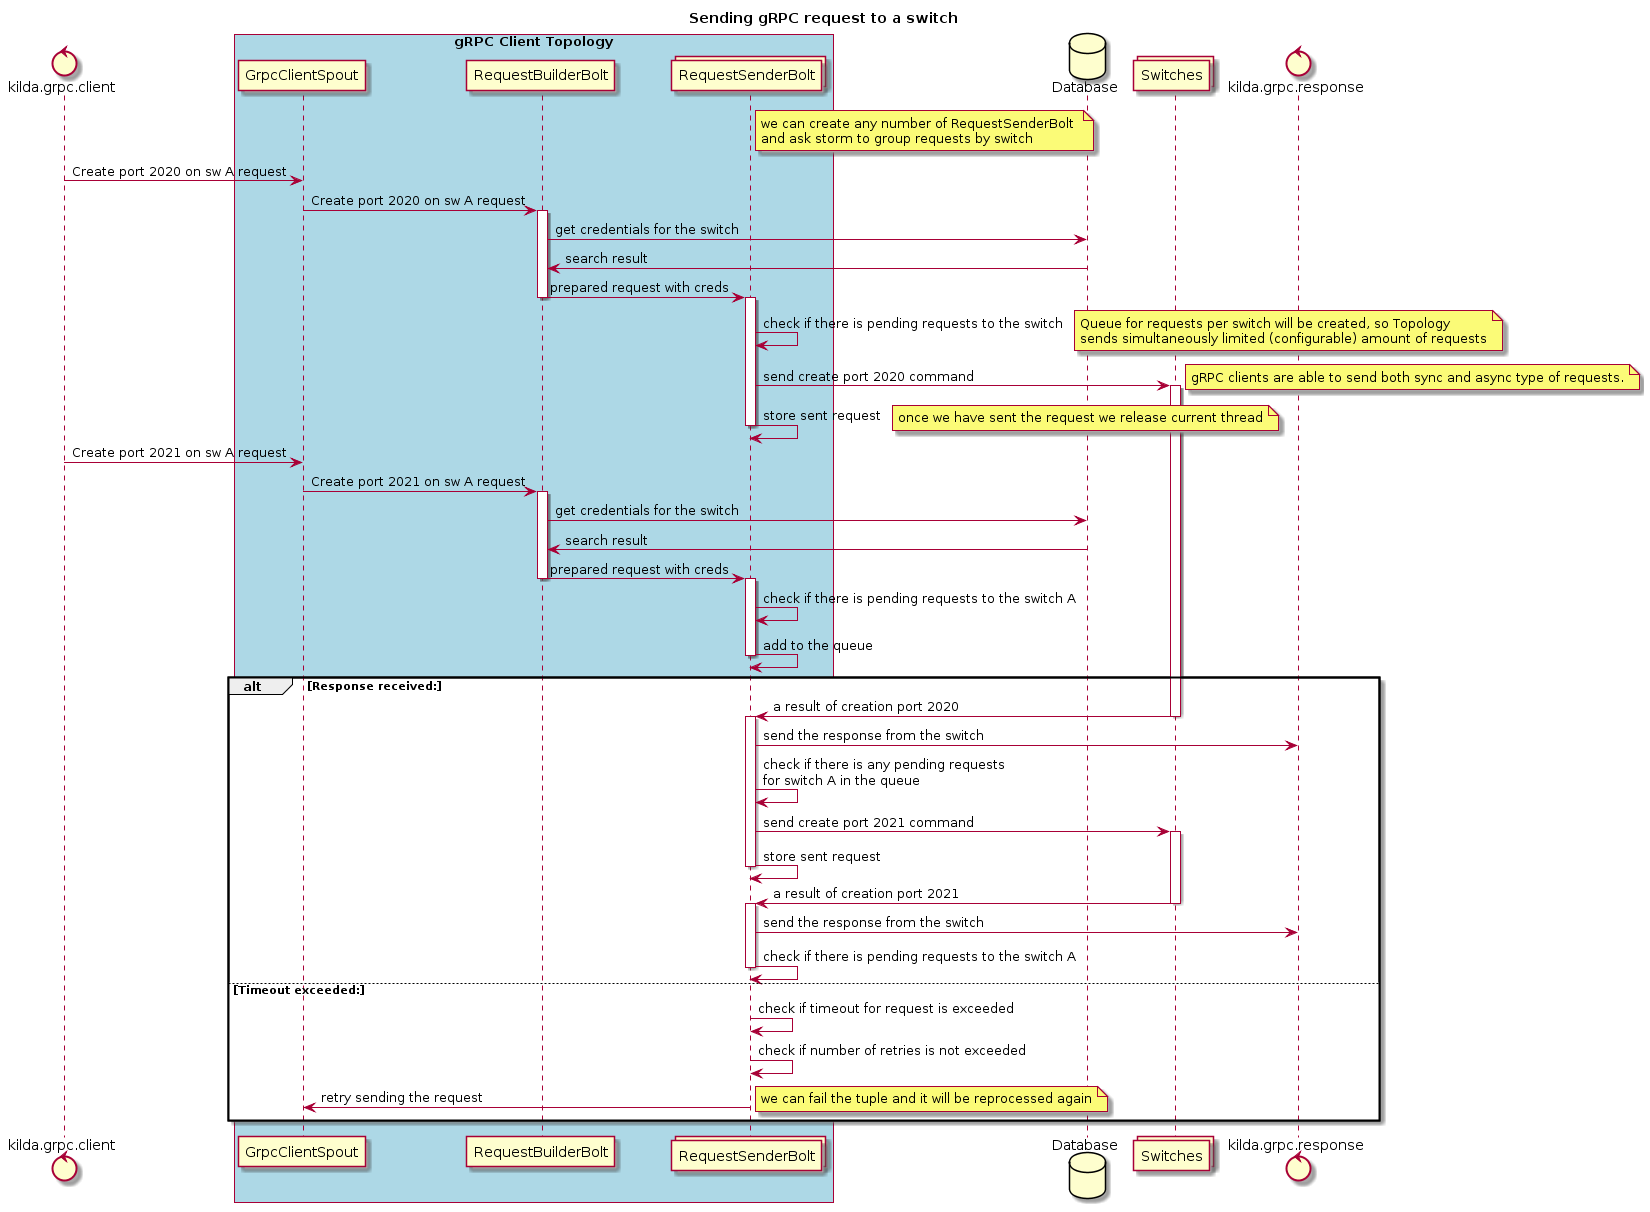 Sending gRPC request to a switch
gRPC Client Topology
kilda.grpc.client
GrpcClientSpout
RequestBuilderBolt
RequestSenderBolt
Database
Switches
kilda.grpc.response
we can create any number of RequestSenderBolt
and ask storm to group requests by switch
Create port 2020 on sw A request
Create port 2020 on sw A request
get credentials for the switch
search result
prepared request with creds
check if there is pending requests to the switch
Queue for requests per switch will be created, so Topology
sends simultaneously limited (configurable) amount of requests
send create port 2020 command
gRPC clients are able to send both sync and async type of requests.
store sent request
once we have sent the request we release current thread
Create port 2021 on sw A request
Create port 2021 on sw A request
get credentials for the switch
search result
prepared request with creds
check if there is pending requests to the switch A
add to the queue
alt
[Response received:]
a result of creation port 2020
send the response from the switch
check if there is any pending requests
for switch A in the queue
send create port 2021 command
store sent request
a result of creation port 2021
send the response from the switch
check if there is pending requests to the switch A
[Timeout exceeded:]
check if timeout for request is exceeded
check if number of retries is not exceeded
retry sending the request
we can fail the tuple and it will be reprocessed again
kilda.grpc.client
GrpcClientSpout
RequestBuilderBolt
RequestSenderBolt
Database
Switches
kilda.grpc.response